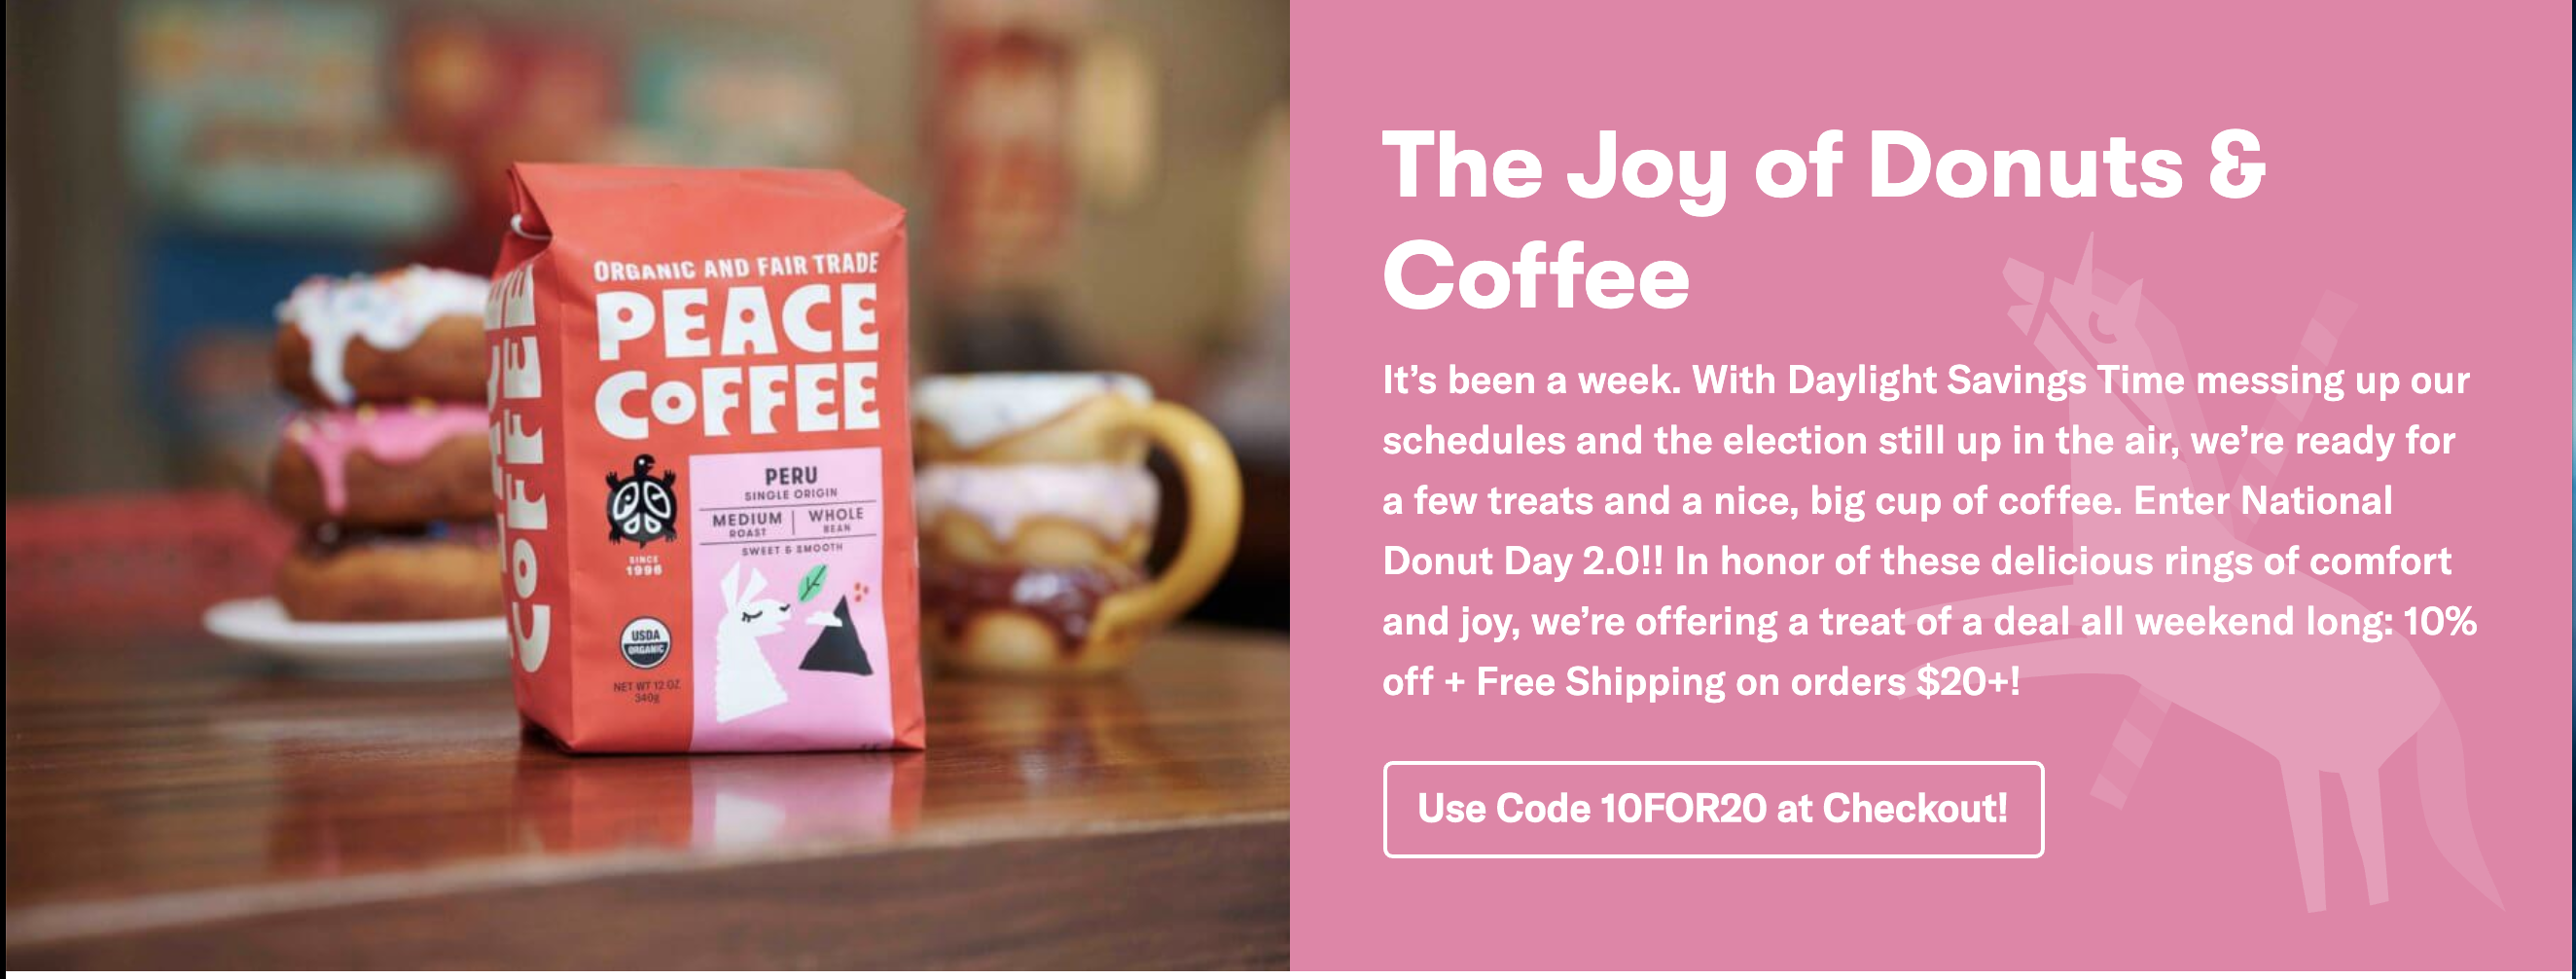 ORGANIC AND FAIR TRADE
PEACE
COFFEE
COFFEE
PERU
SINGLE ORIGIN
MEDIUM
ROAST
WHOLE
BEAN
SWEET & SMOOTH
SINCE
1996
USDA
ORGANIC
NET WT 12 OZ
340g
The Joy of Donuts &
Coffee
It’s been a week. With Daylight Savings Time messing up our
schedules and the election still up in the air, we’re ready for
a few treats and a nice, big cup of coffee. Enter National
Donut Day 2.0!! In honor of these delicious rings of comfort
and joy, we’re offering a treat of a deal all weekend long: 10%
off + Free Shipping on orders $20+!
Use Code 10FOR20 at Checkout!